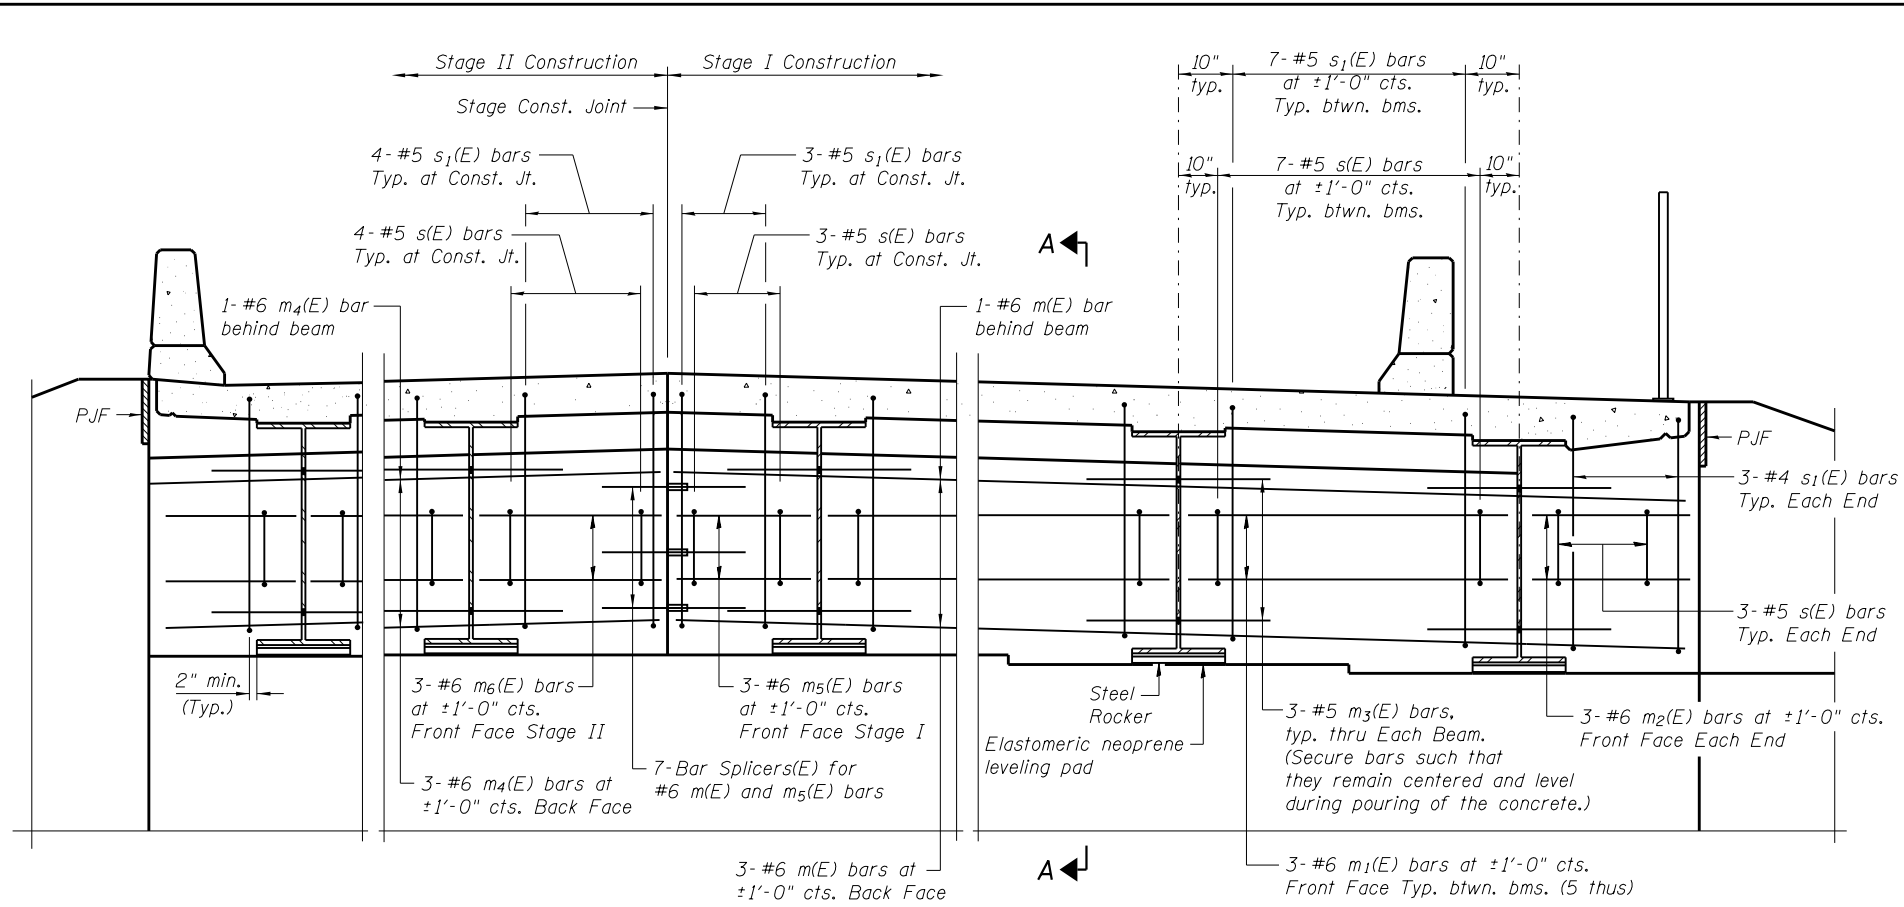 Stage II Construction
Stage I Construction
Stage Const. Joint
10"
typ.
7- #5 s1(E) bars
at ±1'-0" cts.
Typ. btwn. bms.
10"
typ.
4- #5 s1(E) bars
Typ. at Const. Jt.
3- #5 s1(E) bars
Typ. at Const. Jt.
10"
typ.
7- #5 s(E) bars
at ±1'-0" cts.
Typ. btwn. bms.
10"
typ.
4- #5 s(E) bars
Typ. at Const. Jt.
3- #5 s(E) bars
Typ. at Const. Jt.
A
1- #6 m4(E) bar
behind beam
1- #6 m(E) bar
behind beam
PJF
PJF
3- #4 s1(E) bars
Typ. Each End
3- #5 s(E) bars
Typ. Each End
2" min.
(Typ.)
3- #6 m6(E) bars
at ±1'-0" cts.
Front Face Stage II
3- #6 m5(E) bars
at ±1'-0" cts.
Front Face Stage I
Steel
Rocker
Elastomeric neoprene
leveling pad
3- #5 m3(E) bars,
typ. thru Each Beam.
(Secure bars such that
they remain centered and level
during pouring of the concrete.)
3- #6 m2(E) bars at ±1'-0" cts.
Front Face Each End
3- #6 m4(E) bars at
±1'-0" cts. Back Face
7-Bar Splicers(E) for
#6 m(E) and m5(E) bars
3- #6 m(E) bars at
±1'-0" cts. Back Face
A
3- #6 m1(E) bars at ±1'-0" cts.
Front Face Typ. btwn. bms. (5 thus)